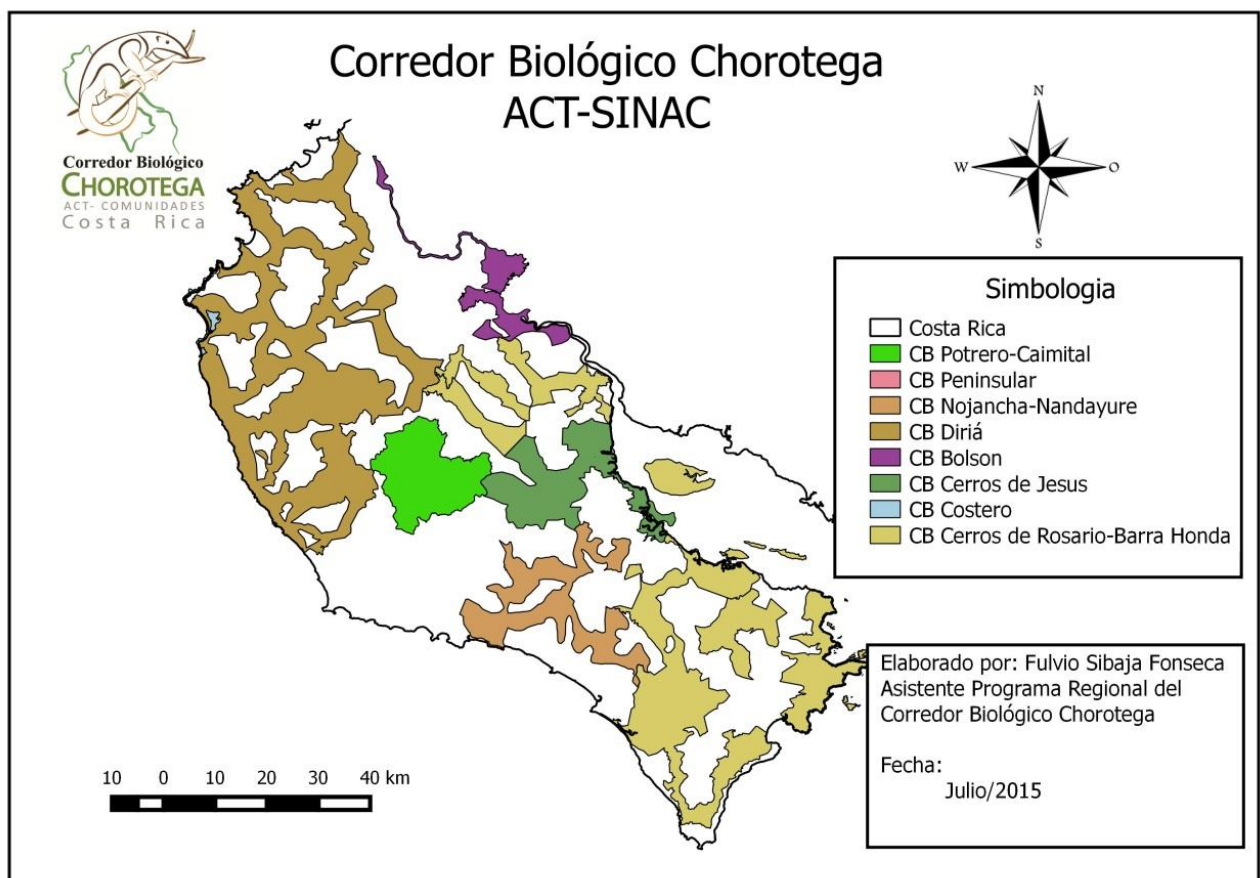 Corredor Biológico Chorotega
ACT-SINAC
Corredor Biológico
CHOROTEGA
ACT- COMUNIDADES
Costa Rica
N
W
O
S
Simbologia
Costa Rica
CB Potrero-Caimital
CB Peninsular
CB Nojancha-Nandayure
CB Diriá
CB Bolson
CB Cerros de Jesus
CB Costero
CB Cerros de Rosario-Barra Honda
Elaborado por: Fulvio Sibaja Fonseca
Asistente Programa Regional del
Corredor Biológico Chorotega
Fecha:
Julio/2015
10 0 10 20 30 40 km